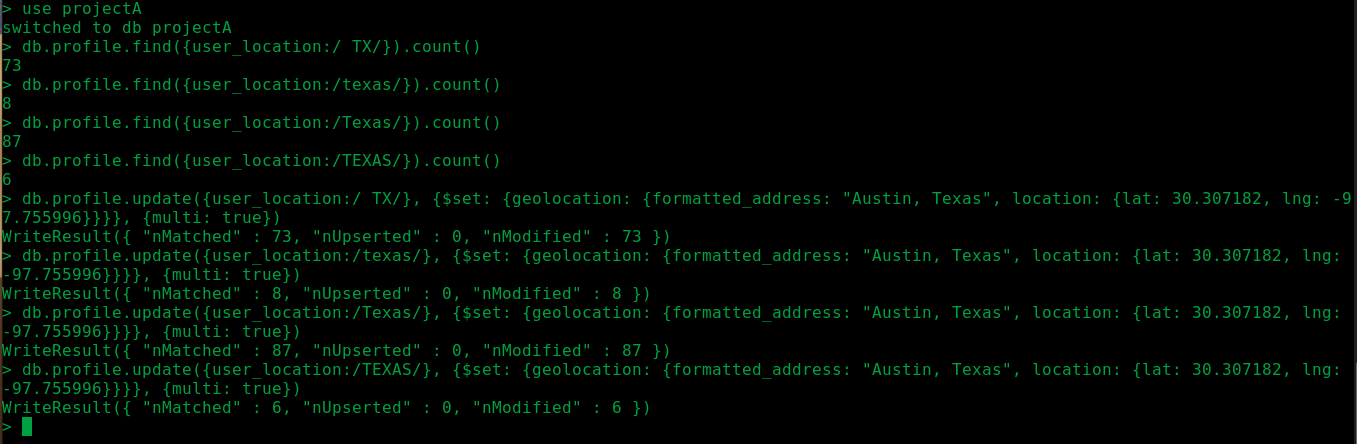 > use projectA
switched to db projectA
> db.profile.find({user_location:/ TX/}).count()
73
> db.profile.find({user_location:/texas/}).count()
8
> db.profile.find({user_location:/Texas/}).count()
87
> db.profile.find({user_location:/TEXAS/}).count()
6
> db.profile.update({user_location:/ TX/}, {$set: {geolocation: {formatted_address: "Austin, Texas", location: {lat: 30.307182, lng: -9
7.755996}}}}, {multi: true})
WriteResult({ "nMatched" : 73, "nUpserted" : 0, "nModified" : 73 })
> db.profile.update({user_location:/texas/}, {$set: {geolocation: {formatted_address: "Austin, Texas", location: {lat: 30.307182, lng:
-97.755996}}}}, {multi: true})
WriteResult({ "nMatched" : 8, "nUpserted" : 0, "nModified" : 8 })
> db.profile.update({user_location:/Texas/}, {$set: {geolocation: {formatted_address: "Austin, Texas", location: {lat: 30.307182, lng:
-97.755996}}}}, {multi: true})
WriteResult({ "nMatched" : 87, "nUpserted" : 0, "nModified" : 87 })
> db.profile.update({user_location:/TEXAS/}, {$set: {geolocation: {formatted_address: "Austin, Texas", location: {lat: 30.307182, lng:
-97.755996}}}}, {multi: true})
WriteResult({ "nMatched" : 6, "nUpserted" : 0, "nModified" : 6 })
>